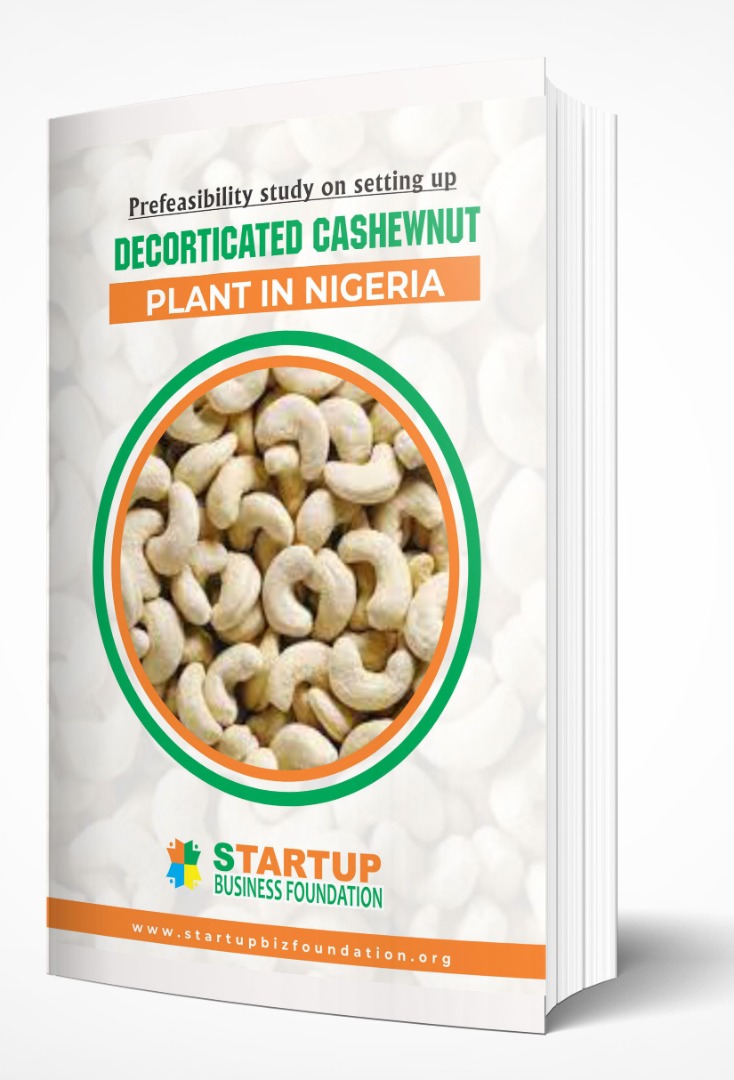 Prefeasibility study on setting up
DECORTICATED CASHEWNUT
PLANT IN NIGERIA
STARTUP
BUSINESS FOUNDATION
www.startupbizfoundation.org